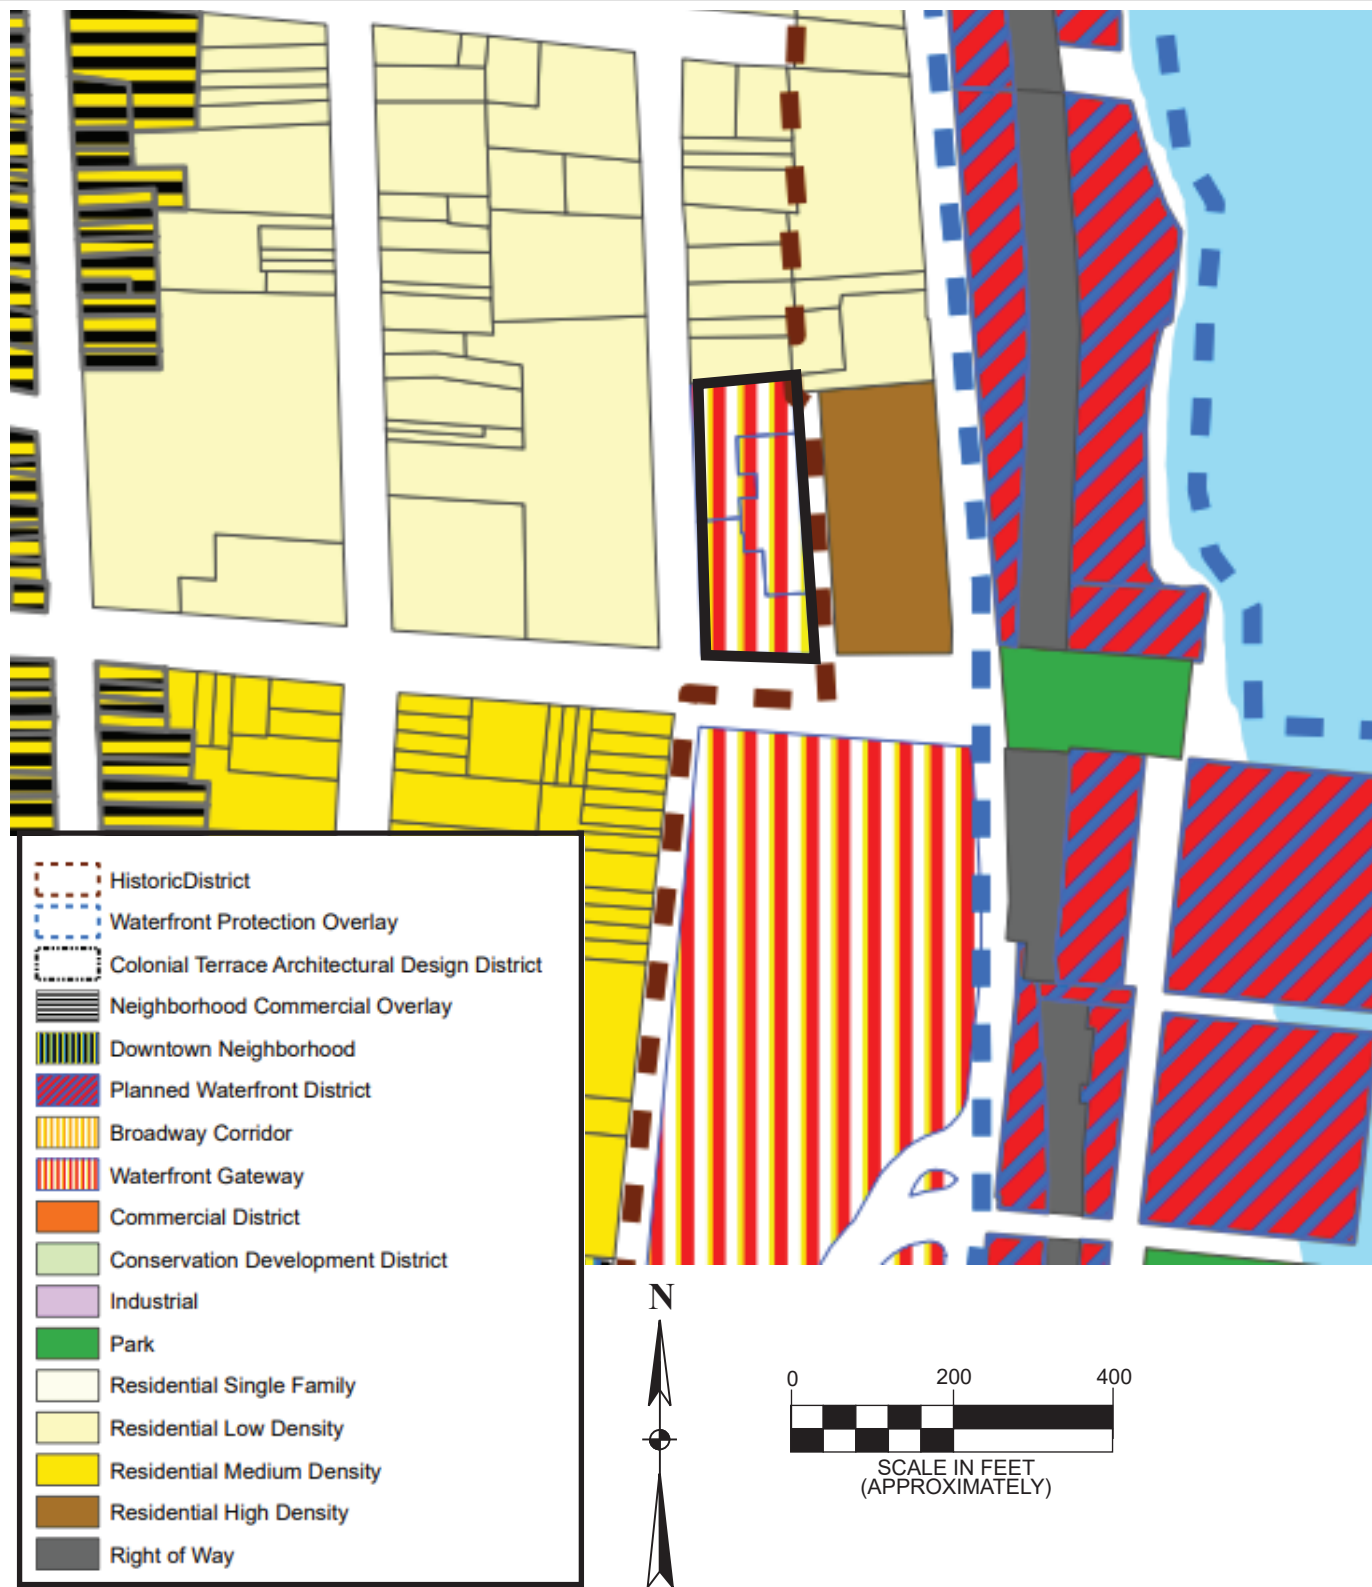 HistoricDistrict
Waterfront Protection Overlay
Colonial Terrace Architectural Design District
Neighborhood Commercial Overlay
Downtown Neighborhood
Planned Waterfront District
Broadway Corridor
Waterfront Gateway
Commercial District
Conservation Development District
Industrial
Park
Residential Single Family
Residential Low Density
Residential Medium Density
Residential High Density
Right of Way
N
0 200 400
SCALE IN FEET
(APPROXIMATELY)